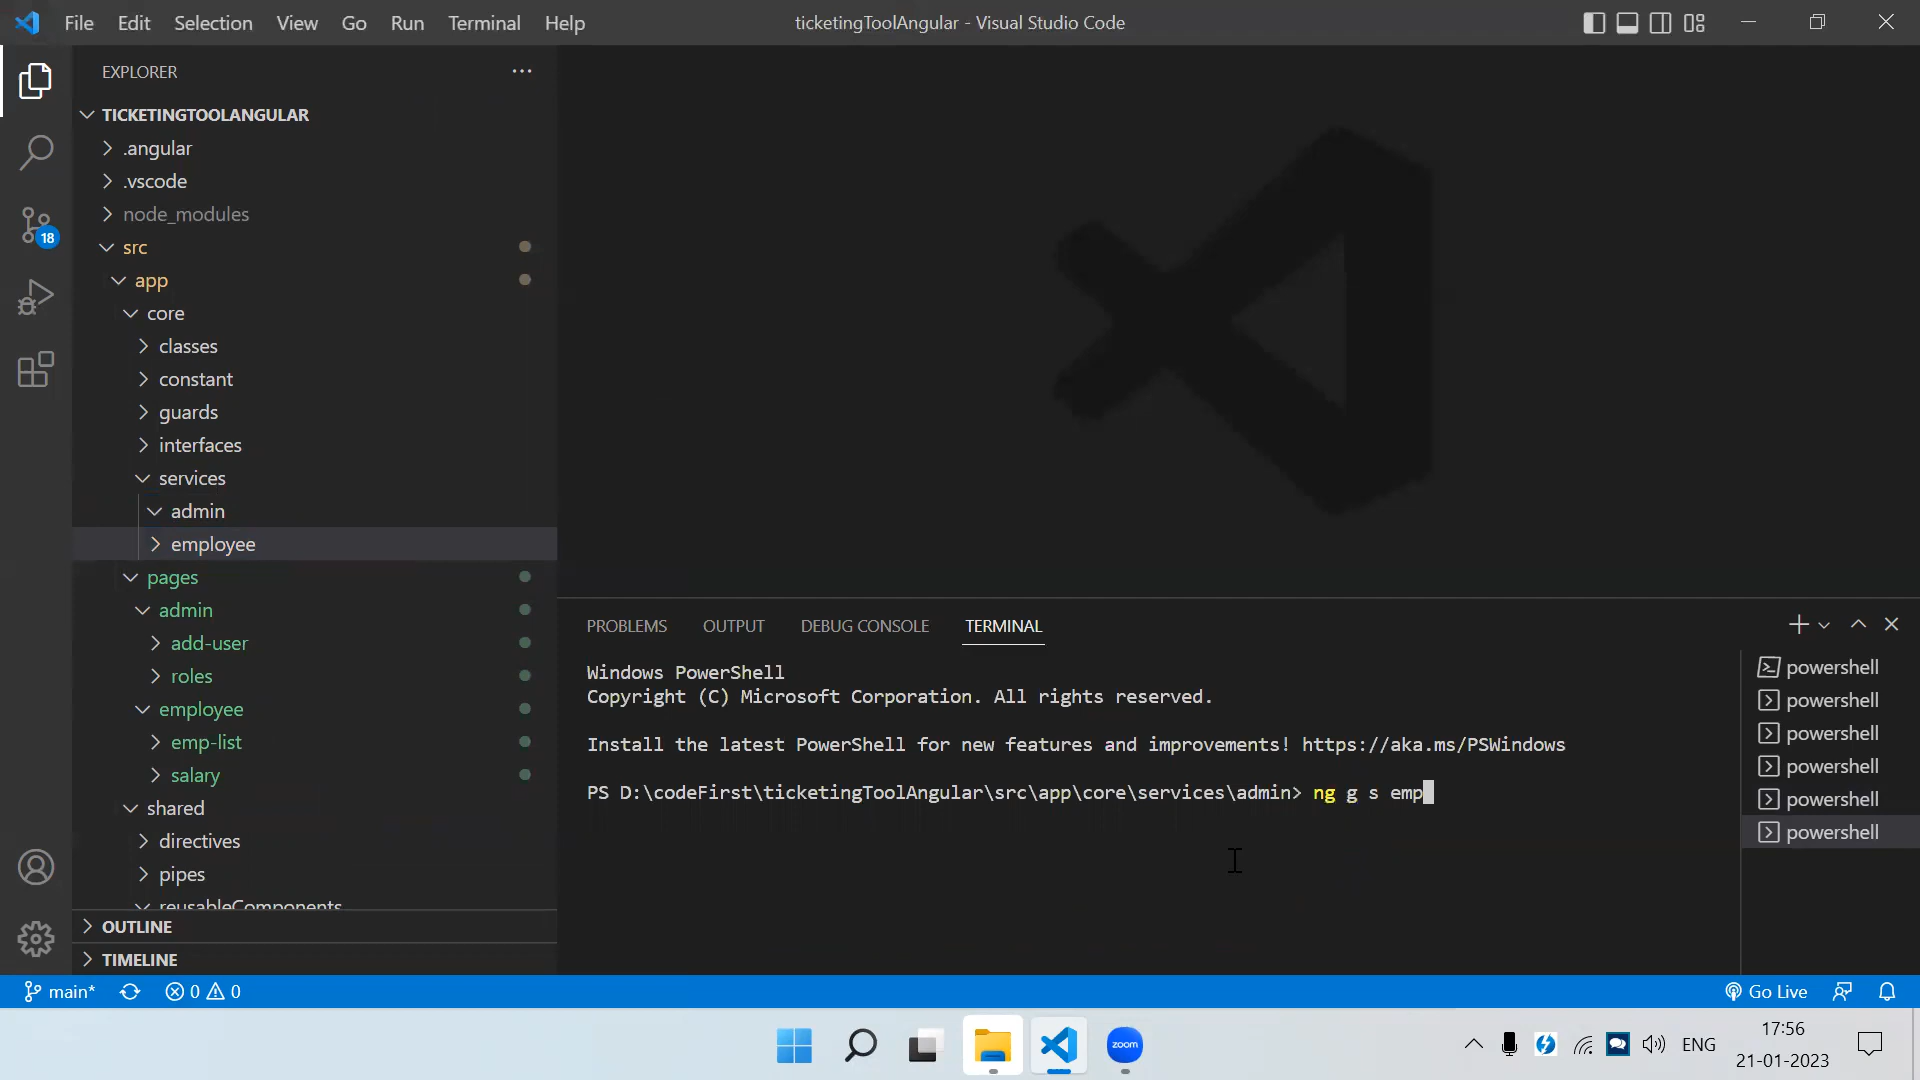 File Edit Selection View Go Run Terminal Help
ticketingToolAngular - Visual Studio Code
EXPLORER
TICKETINGTOOLANGULAR
.angular
.vscode
node_modules
src
app
core
classes
constant
guards
interfaces
services
admin
employee
pages
admin
add-user
roles
employee
emp-list
salary
shared
directives
pipes
reusableComponents
OUTLINE
TIMELINE
18
PROBLEMS OUTPUT DEBUG CONSOLE TERMINAL
Windows PowerShell
Copyright (C) Microsoft Corporation. All rights reserved.
Install the latest PowerShell for new features and improvements! https://aka.ms/PSWindows
PS D:\codeFirst\ticketingToolAngular\src\app\core\services\admin> ng g s emp
powershell
powershell
powershell
powershell
powershell
powershell
main* 0 0
Go Live
zoom
ENG
17:56
21-01-2023